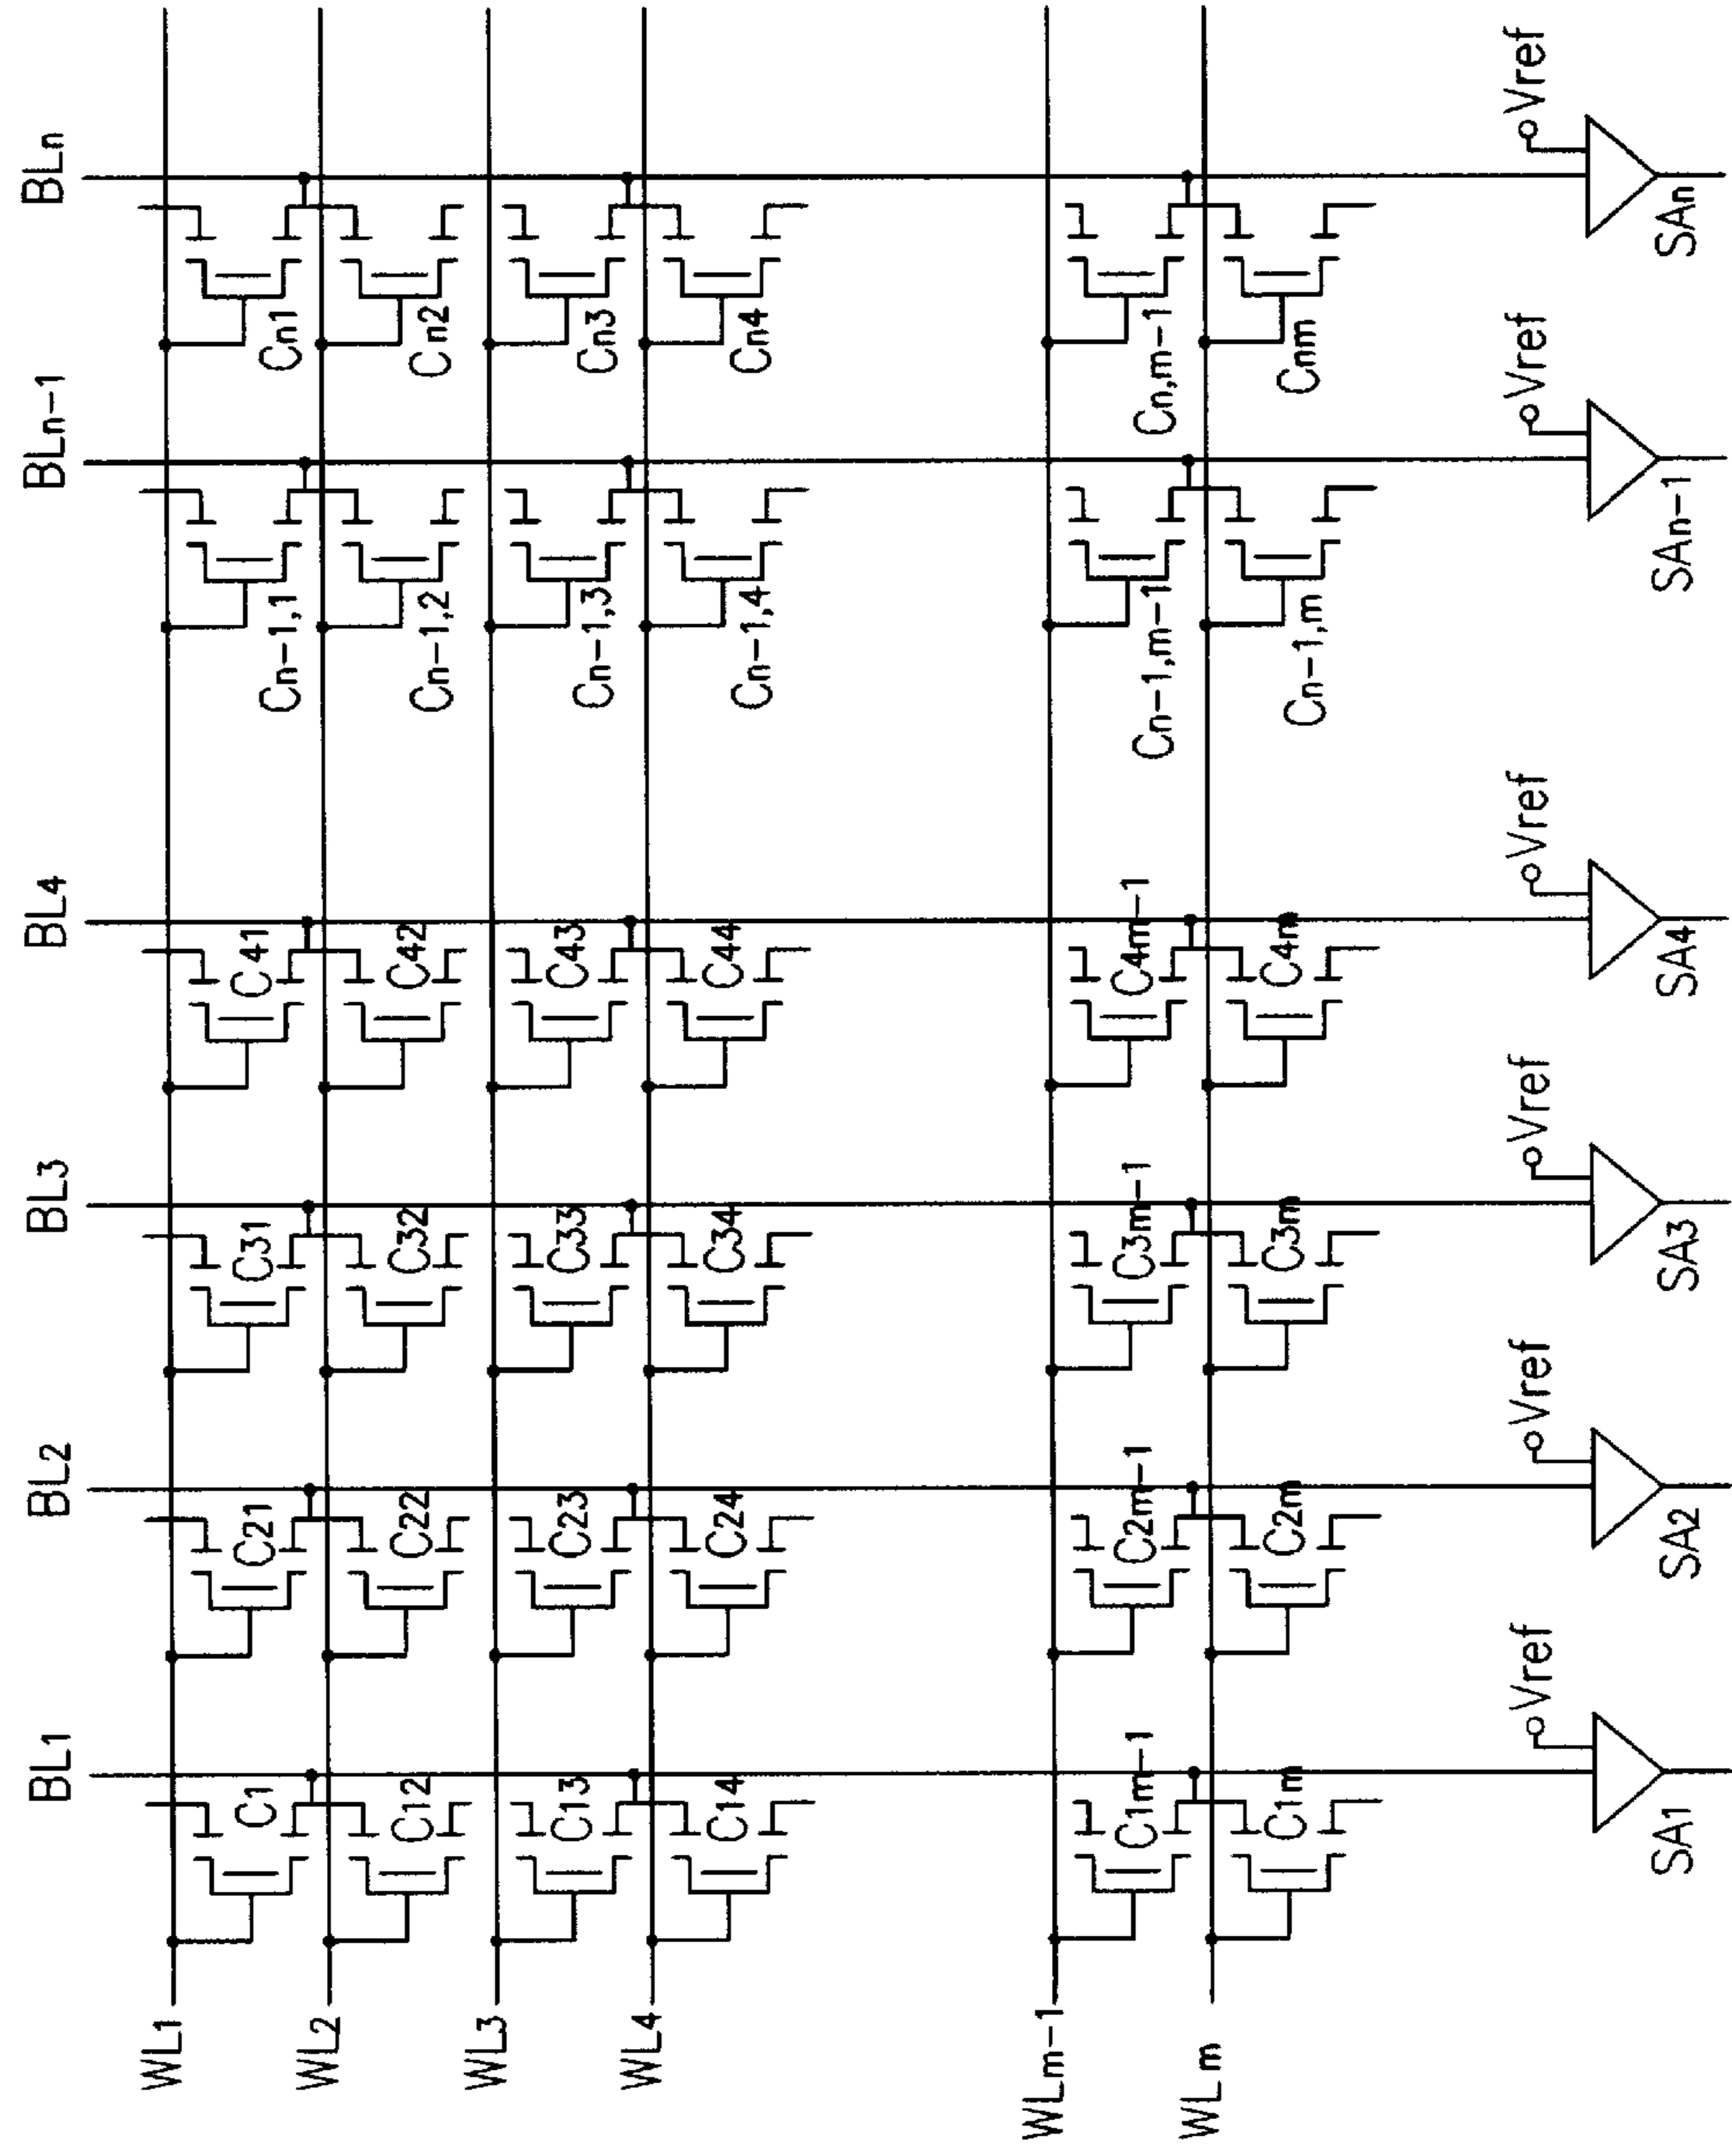 BL1 BL2 BL3 BL4 BLn-1 BLn
WL1
C1 C21 C31 C41 Cn-1,1 Cn1
WL2
C12 C22 C32 C42 Cn-1,2 Cn2
WL3
C13 C23 C33 C43 Cn-1,3 Cn3
WL4
C14 C24 C34 C44 Cn-1,4 Cn4
WLm-1
C1m-1 C2m-1 C3m-1 C4m-1 Cn-1,m-1 Cn,m-1
WLm
C1m C2m C3m C4m Cn-1,m Cnm
Vref Vref Vref Vref Vref Vref
SA1 SA2 SA3 SA4 SAn-1 SAn